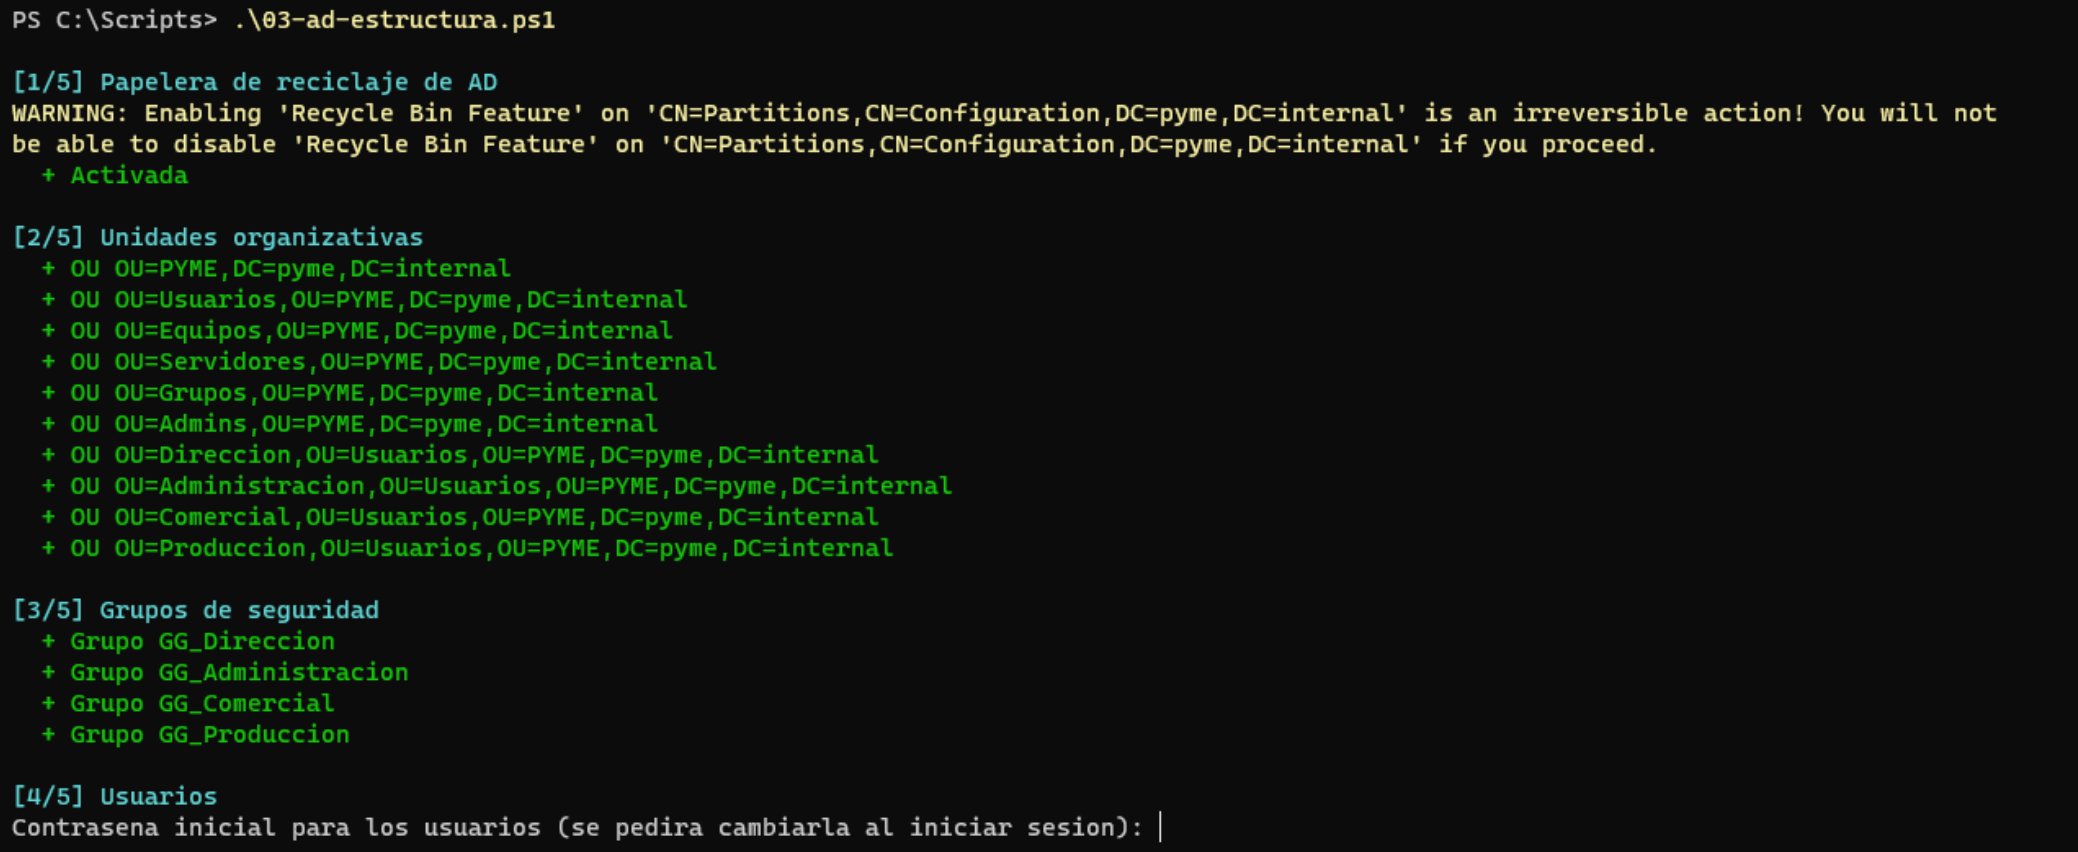 PS C:\Scripts> .\03-ad-estructura.ps1
[1/5] Papelera de reciclaje de AD
WARNING: Enabling 'Recycle Bin Feature' on 'CN=Partitions,CN=Configuration,DC=pyme,DC=internal' is an irreversible action! You will not
be able to disable 'Recycle Bin Feature' on 'CN=Partitions,CN=Configuration,DC=pyme,DC=internal' if you proceed.
  + Activada
[2/5] Unidades organizativas
  + OU OU=PYME,DC=pyme,DC=internal
  + OU OU=Usuarios,OU=PYME,DC=pyme,DC=internal
  + OU OU=Equipos,OU=PYME,DC=pyme,DC=internal
  + OU OU=Servidores,OU=PYME,DC=pyme,DC=internal
  + OU OU=Grupos,OU=PYME,DC=pyme,DC=internal
  + OU OU=Admins,OU=PYME,DC=pyme,DC=internal
  + OU OU=Direccion,OU=Usuarios,OU=PYME,DC=pyme,DC=internal
  + OU OU=Administracion,OU=Usuarios,OU=PYME,DC=pyme,DC=internal
  + OU OU=Comercial,OU=Usuarios,OU=PYME,DC=pyme,DC=internal
  + OU OU=Produccion,OU=Usuarios,OU=PYME,DC=pyme,DC=internal
[3/5] Grupos de seguridad
  + Grupo GG_Direccion
  + Grupo GG_Administracion
  + Grupo GG_Comercial
  + Grupo GG_Produccion
[4/5] Usuarios
Contrasena inicial para los usuarios (se pedira cambiarla al iniciar sesion):